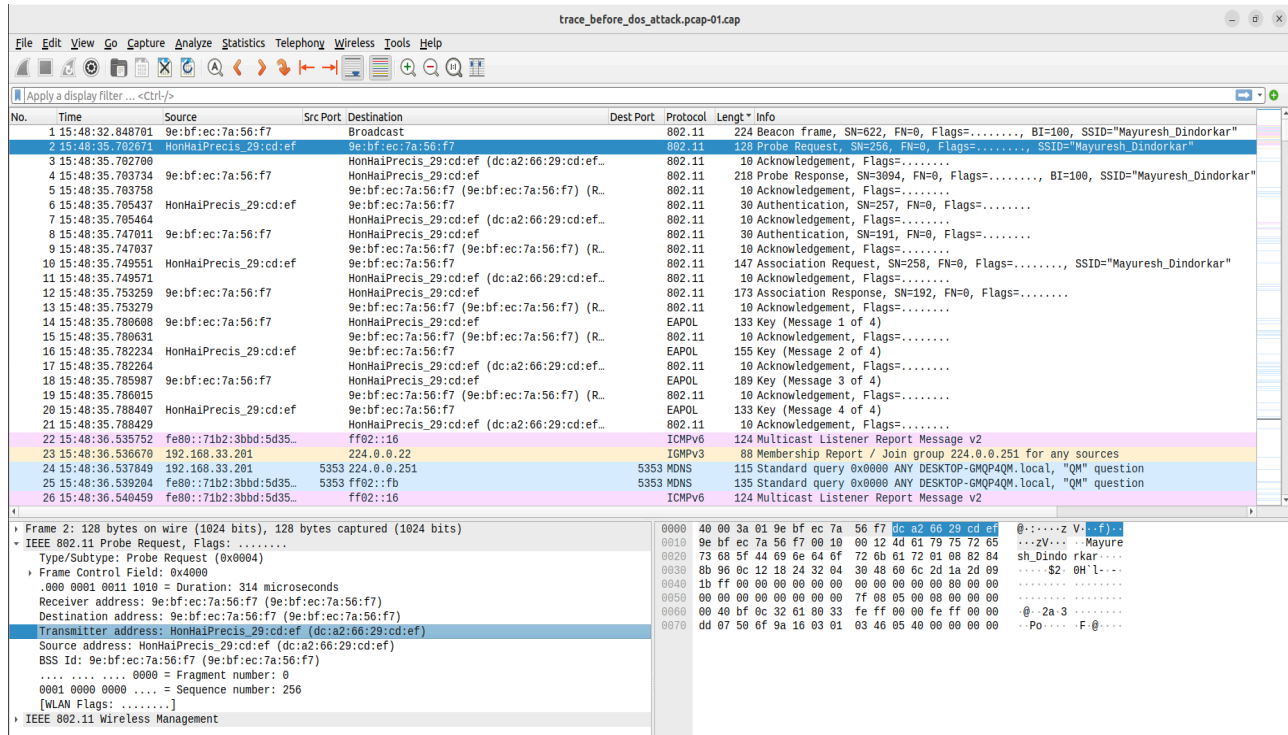 trace_before_dos_attack.pcap-01.cap
File Edit View Go Capture Analyze Statistics Telephony Wireless Tools Help
Apply a display filter ... <Ctrl-/>
No. Time Source Src Port Destination Dest Port Protocol Lengt Info
1 15:48:32.848701 9e:bf:ec:7a:56:f7 Broadcast 802.11 224 Beacon frame, SN=622, FN=0, Flags=........, BI=100, SSID="Mayuresh_Dindorkar"
2 15:48:35.702671 HonHaiPrecis_29:cd:ef 9e:bf:ec:7a:56:f7 802.11 128 Probe Request, SN=256, FN=0, Flags=........, SSID="Mayuresh_Dindorkar"
3 15:48:35.702700 HonHaiPrecis_29:cd:ef (dc:a2:66:29:cd:ef… 802.11 10 Acknowledgement, Flags=........
4 15:48:35.703734 9e:bf:ec:7a:56:f7 HonHaiPrecis_29:cd:ef 802.11 218 Probe Response, SN=3094, FN=0, Flags=........, BI=100, SSID="Mayuresh_Dindorkar"
5 15:48:35.703758 9e:bf:ec:7a:56:f7 (9e:bf:ec:7a:56:f7) (R… 802.11 10 Acknowledgement, Flags=........
6 15:48:35.705437 HonHaiPrecis_29:cd:ef 9e:bf:ec:7a:56:f7 802.11 30 Authentication, SN=257, FN=0, Flags=........
7 15:48:35.705464 HonHaiPrecis_29:cd:ef (dc:a2:66:29:cd:ef… 802.11 10 Acknowledgement, Flags=........
8 15:48:35.747011 9e:bf:ec:7a:56:f7 HonHaiPrecis_29:cd:ef 802.11 30 Authentication, SN=191, FN=0, Flags=........
9 15:48:35.747037 9e:bf:ec:7a:56:f7 (9e:bf:ec:7a:56:f7) (R… 802.11 10 Acknowledgement, Flags=........
10 15:48:35.749551 HonHaiPrecis_29:cd:ef 9e:bf:ec:7a:56:f7 802.11 147 Association Request, SN=258, FN=0, Flags=........, SSID="Mayuresh_Dindorkar"
11 15:48:35.749571 HonHaiPrecis_29:cd:ef (dc:a2:66:29:cd:ef… 802.11 10 Acknowledgement, Flags=........
12 15:48:35.753259 9e:bf:ec:7a:56:f7 HonHaiPrecis_29:cd:ef 802.11 173 Association Response, SN=192, FN=0, Flags=........
13 15:48:35.753279 9e:bf:ec:7a:56:f7 (9e:bf:ec:7a:56:f7) (R… 802.11 10 Acknowledgement, Flags=........
14 15:48:35.780608 9e:bf:ec:7a:56:f7 HonHaiPrecis_29:cd:ef EAPOL 133 Key (Message 1 of 4)
15 15:48:35.780631 9e:bf:ec:7a:56:f7 (9e:bf:ec:7a:56:f7) (R… 802.11 10 Acknowledgement, Flags=........
16 15:48:35.782234 HonHaiPrecis_29:cd:ef 9e:bf:ec:7a:56:f7 EAPOL 155 Key (Message 2 of 4)
17 15:48:35.782264 HonHaiPrecis_29:cd:ef (dc:a2:66:29:cd:ef… 802.11 10 Acknowledgement, Flags=........
18 15:48:35.785987 9e:bf:ec:7a:56:f7 HonHaiPrecis_29:cd:ef EAPOL 189 Key (Message 3 of 4)
19 15:48:35.786015 9e:bf:ec:7a:56:f7 (9e:bf:ec:7a:56:f7) (R… 802.11 10 Acknowledgement, Flags=........
20 15:48:35.788407 HonHaiPrecis_29:cd:ef 9e:bf:ec:7a:56:f7 EAPOL 133 Key (Message 4 of 4)
21 15:48:35.788429 HonHaiPrecis_29:cd:ef (dc:a2:66:29:cd:ef… 802.11 10 Acknowledgement, Flags=........
22 15:48:36.535752 fe80::71b2:3bbd:5d35… ff02::16 ICMPv6 124 Multicast Listener Report Message v2
23 15:48:36.536670 192.168.33.201 224.0.0.22 IGMPv3 88 Membership Report / Join group 224.0.0.251 for any sources
24 15:48:36.537849 192.168.33.201 5353 224.0.0.251 5353 MDNS 115 Standard query 0x0000 ANY DESKTOP-GMQP4QM.local, "QM" question
25 15:48:36.539204 fe80::71b2:3bbd:5d35… 5353 ff02::fb 5353 MDNS 135 Standard query 0x0000 ANY DESKTOP-GMQP4QM.local, "QM" question
26 15:48:36.540459 fe80::71b2:3bbd:5d35… ff02::16 ICMPv6 124 Multicast Listener Report Message v2
Frame 2: 128 bytes on wire (1024 bits), 128 bytes captured (1024 bits)
IEEE 802.11 Probe Request, Flags: ........
Type/Subtype: Probe Request (0x0004)
Frame Control Field: 0x4000
.000 0001 0011 1010 = Duration: 314 microseconds
Receiver address: 9e:bf:ec:7a:56:f7 (9e:bf:ec:7a:56:f7)
Destination address: 9e:bf:ec:7a:56:f7 (9e:bf:ec:7a:56:f7)
Transmitter address: HonHaiPrecis_29:cd:ef (dc:a2:66:29:cd:ef)
Source address: HonHaiPrecis_29:cd:ef (dc:a2:66:29:cd:ef)
BSS Id: 9e:bf:ec:7a:56:f7 (9e:bf:ec:7a:56:f7)
.... .... .... 0000 = Fragment number: 0
0001 0000 0000 .... = Sequence number: 256
[WLAN Flags: ........]
IEEE 802.11 Wireless Management
0000 40 00 3a 01 9e bf ec 7a 56 f7 dc a2 66 29 cd ef @·:····z V···f)··
0010 9e bf ec 7a 56 f7 00 10 00 12 4d 61 79 75 72 65 ···zV··· ··Mayure
0020 73 68 5f 44 69 6e 64 6f 72 6b 61 72 01 08 82 84 sh_Dindo rkar····
0030 8b 96 0c 12 18 24 32 04 30 48 60 6c 2d 1a 2d 09 ·····$2· 0H`l-·-·
0040 1b ff 00 00 00 00 00 00 00 00 00 00 00 80 00 00 ········ ········
0050 00 00 00 00 00 00 00 00 7f 08 05 00 08 00 00 00 ········ ········
0060 00 40 bf 0c 32 61 80 33 fe ff 00 00 fe ff 00 00 ·@··2a·3 ········
0070 dd 07 50 6f 9a 16 03 01 03 46 05 40 00 00 00 00 ··Po···· ·F·@····